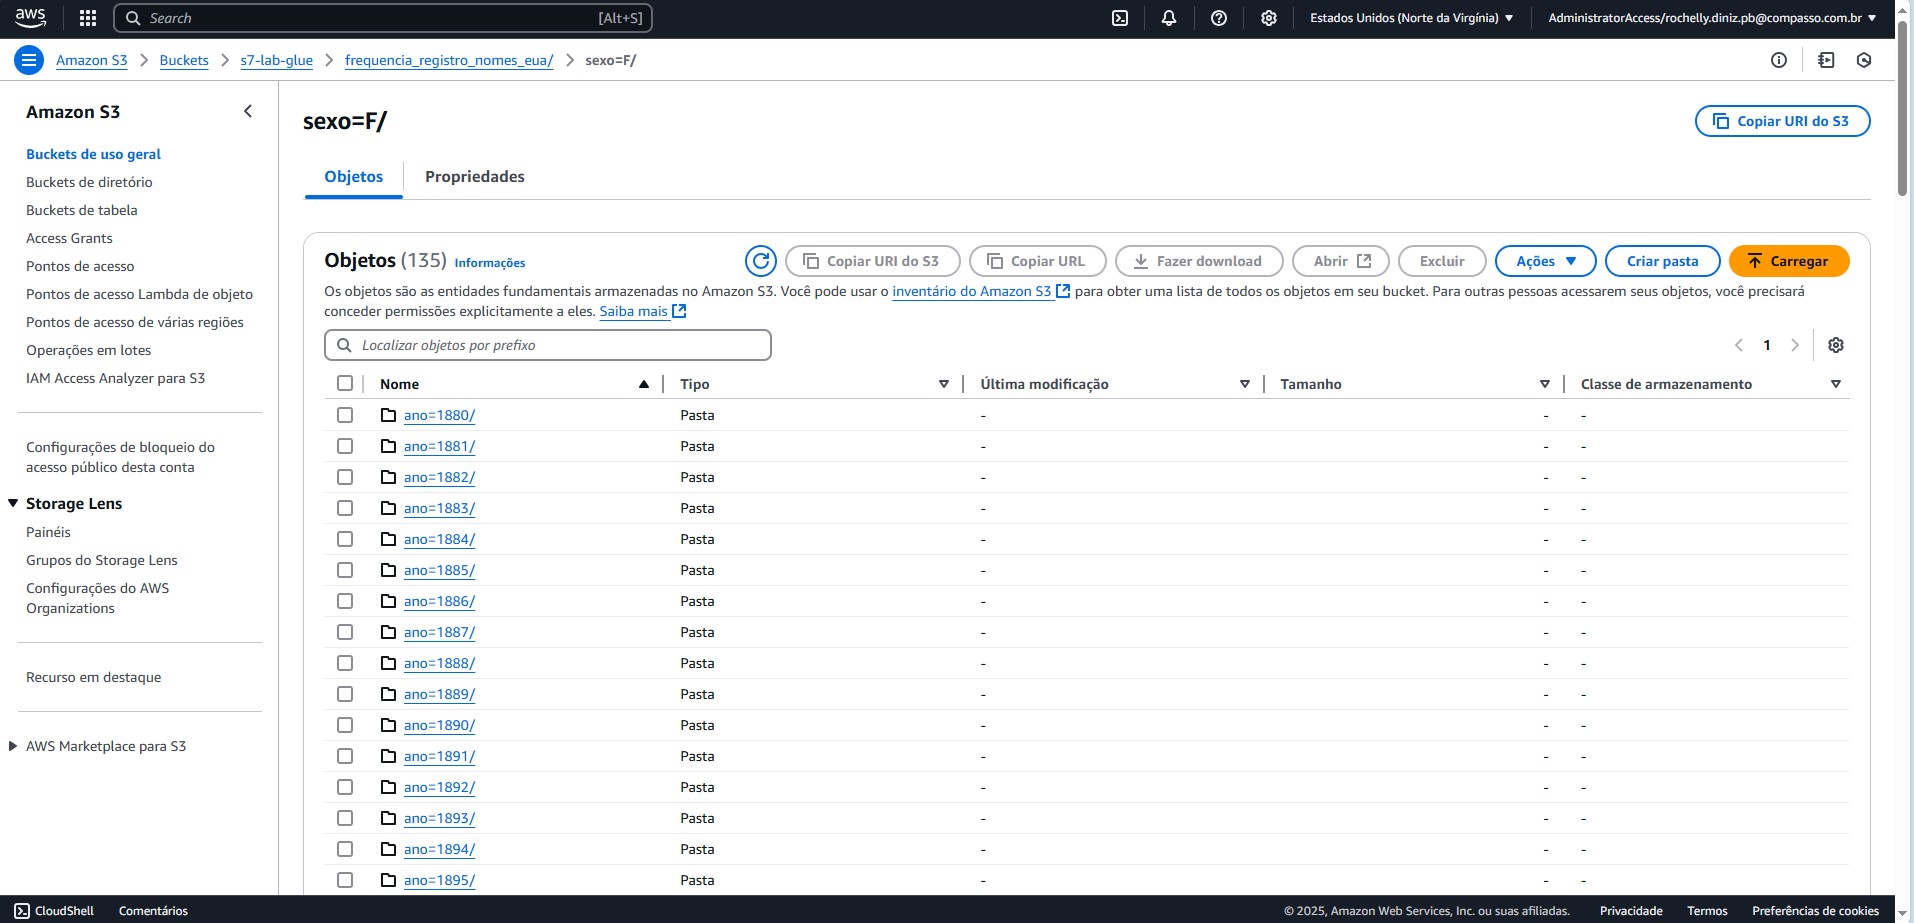 aws
Search [Alt+S]
Estados Unidos (Norte da Virgínia)
AdministratorAccess/rochelly.diniz.pb@compasso.com.br
Amazon S3 > Buckets > s7-lab-glue > frequencia_registro_nomes_eua/ > sexo=F/
Amazon S3
Buckets de uso geral
Buckets de diretório
Buckets de tabela
Access Grants
Pontos de acesso
Pontos de acesso Lambda de objeto
Pontos de acesso de várias regiões
Operações em lotes
IAM Access Analyzer para S3
Configurações de bloqueio do
acesso público desta conta
Storage Lens
Painéis
Grupos do Storage Lens
Configurações do AWS
Organizations
Recurso em destaque
AWS Marketplace para S3
sexo=F/
Copiar URI do S3
Objetos Propriedades
Objetos (135) Informações
Copiar URI do S3 Copiar URL Fazer download Abrir Excluir Ações Criar pasta Carregar
Os objetos são as entidades fundamentais armazenadas no Amazon S3. Você pode usar o inventário do Amazon S3 para obter uma lista de todos os objetos em seu bucket. Para outras pessoas acessarem seus objetos, você precisará
conceder permissões explicitamente a eles. Saiba mais
Localizar objetos por prefixo
< 1 >
Nome Tipo Última modificação Tamanho Classe de armazenamento
ano=1880/ Pasta - - -
ano=1881/ Pasta - - -
ano=1882/ Pasta - - -
ano=1883/ Pasta - - -
ano=1884/ Pasta - - -
ano=1885/ Pasta - - -
ano=1886/ Pasta - - -
ano=1887/ Pasta - - -
ano=1888/ Pasta - - -
ano=1889/ Pasta - - -
ano=1890/ Pasta - - -
ano=1891/ Pasta - - -
ano=1892/ Pasta - - -
ano=1893/ Pasta - - -
ano=1894/ Pasta - - -
ano=1895/ Pasta - - -
CloudShell Comentários
© 2025, Amazon Web Services, Inc. ou suas afiliadas. Privacidade Termos Preferências de cookies